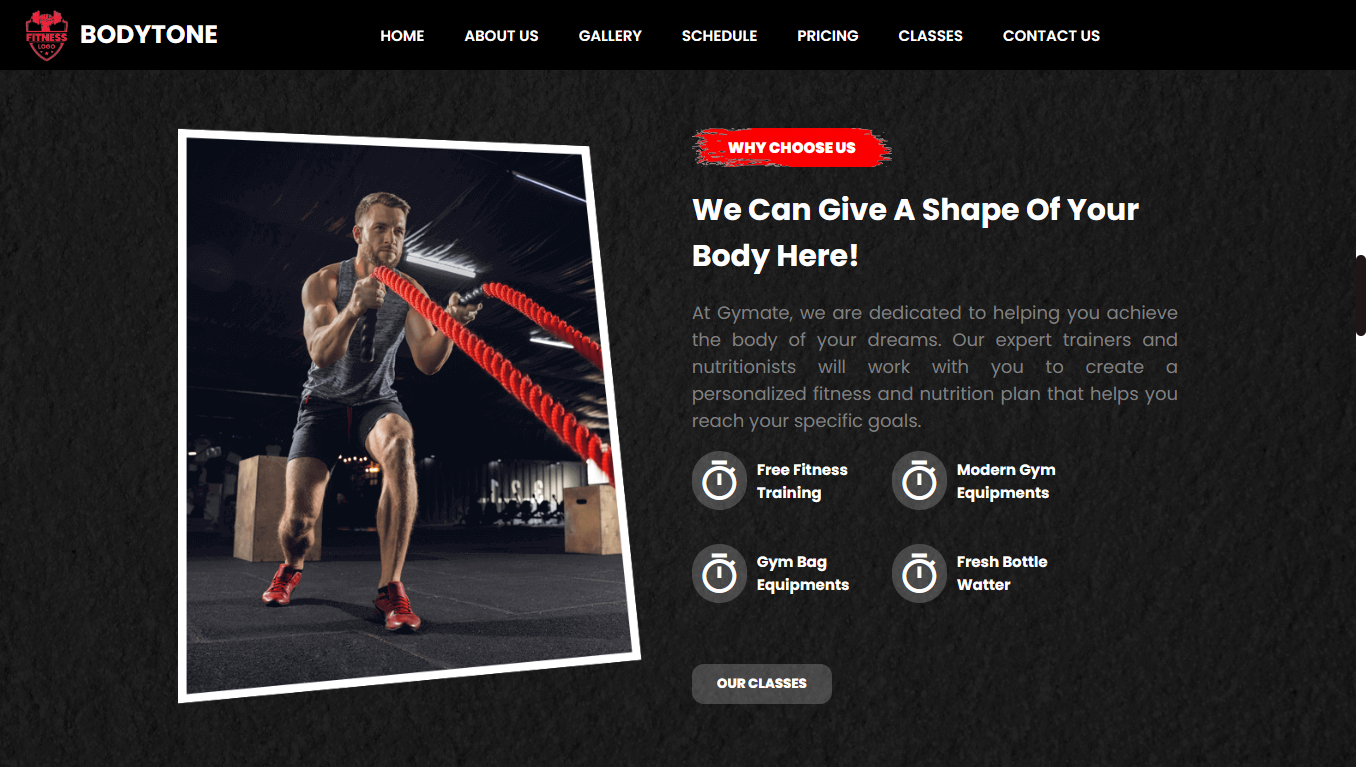 FITNESS
LOGO
BODYTONE
HOME
ABOUT US
GALLERY
SCHEDULE
PRICING
CLASSES
CONTACT US
WHY CHOOSE US
We Can Give A Shape Of Your
Body Here!
At Gymate, we are dedicated to helping you achieve
the body of your dreams. Our expert trainers and
nutritionists will work with you to create a
personalized fitness and nutrition plan that helps you
reach your specific goals.
Free Fitness
Training
Modern Gym
Equipments
Gym Bag
Equipments
Fresh Bottle
Watter
OUR CLASSES